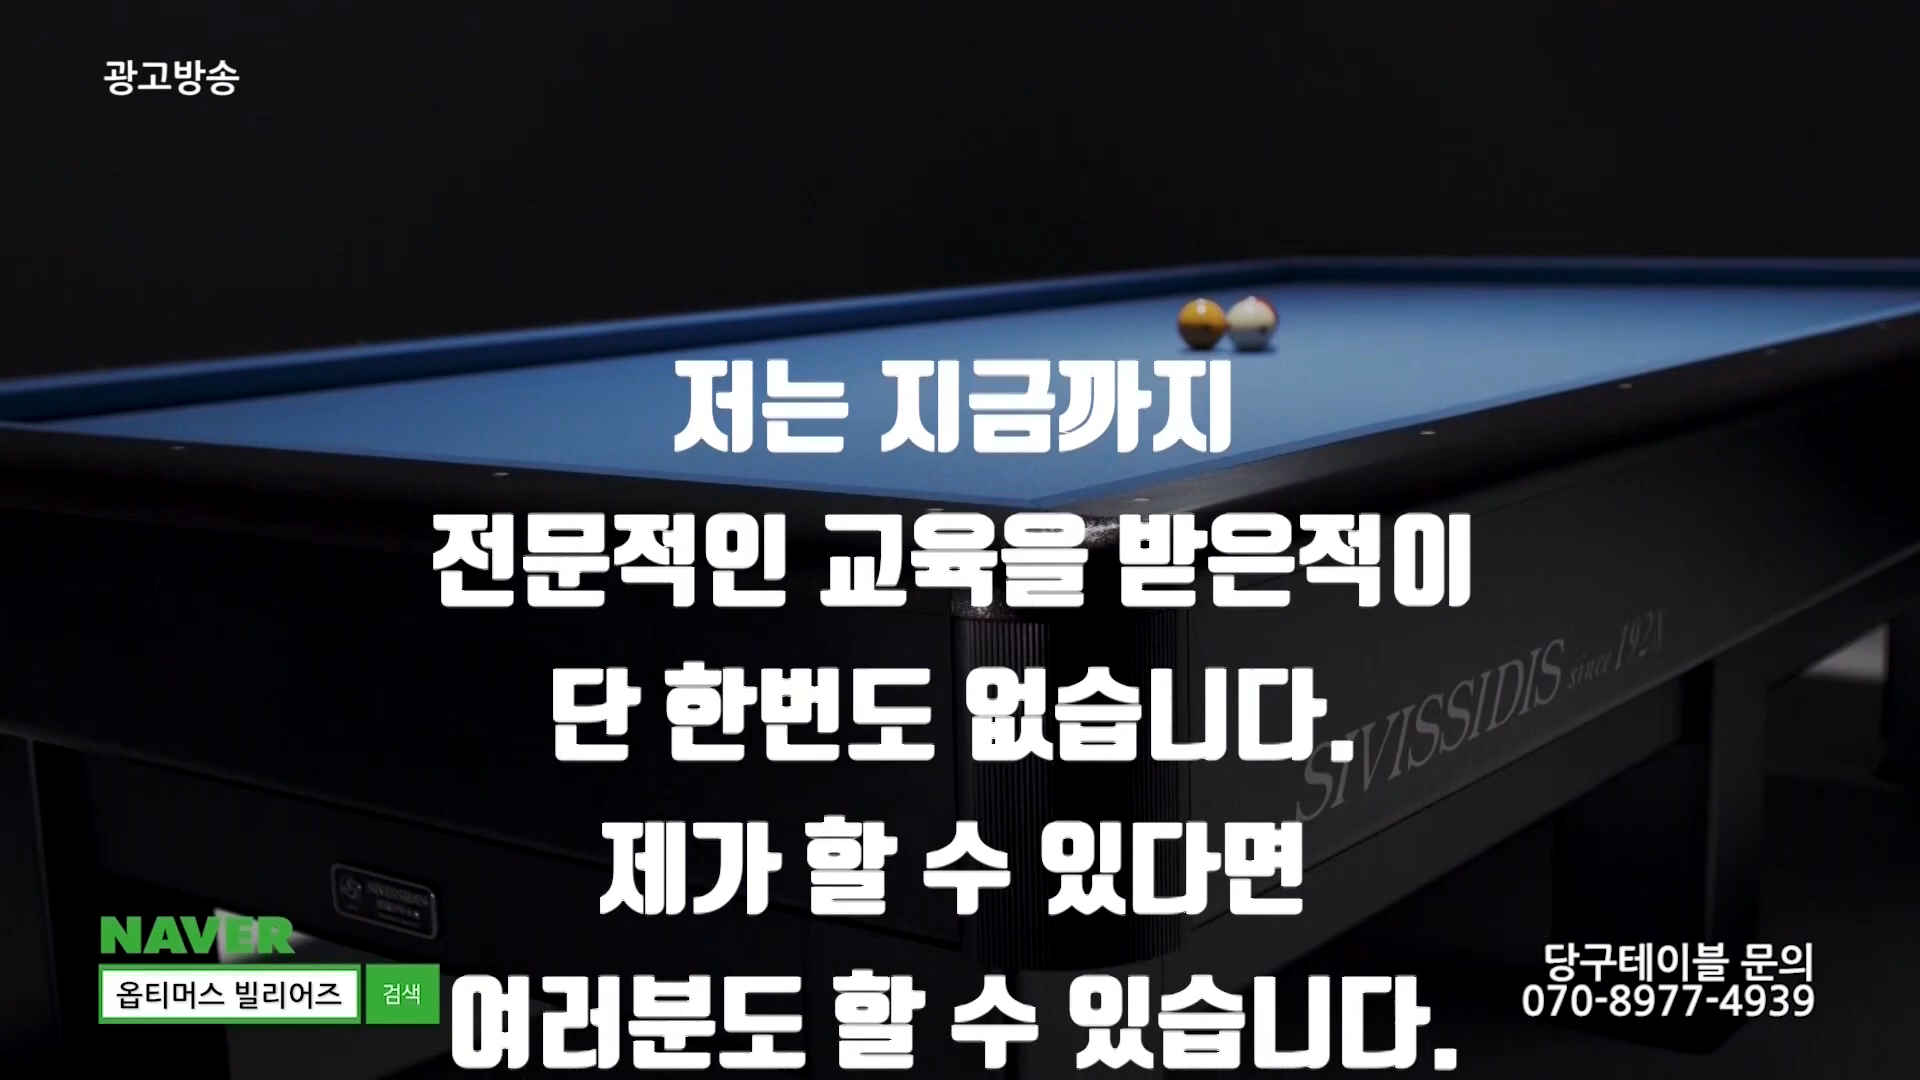 광고방송
저는 지금까지
전문적인 교육을 받은적이
단 한번도 없습니다.
SIVISSIDIS since
제가 할 수 있다면
NAVER
옵티머스 빌리어즈 검색
여러분도 할 수 있습니다.
당구테이블 문의
070-8977-4939